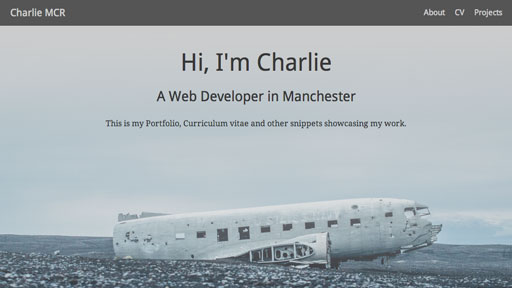 Charlie MCR
About CV Projects
Hi, I'm Charlie
A Web Developer in Manchester
This is my Portfolio, Curriculum vitae and other snippets showcasing my work.